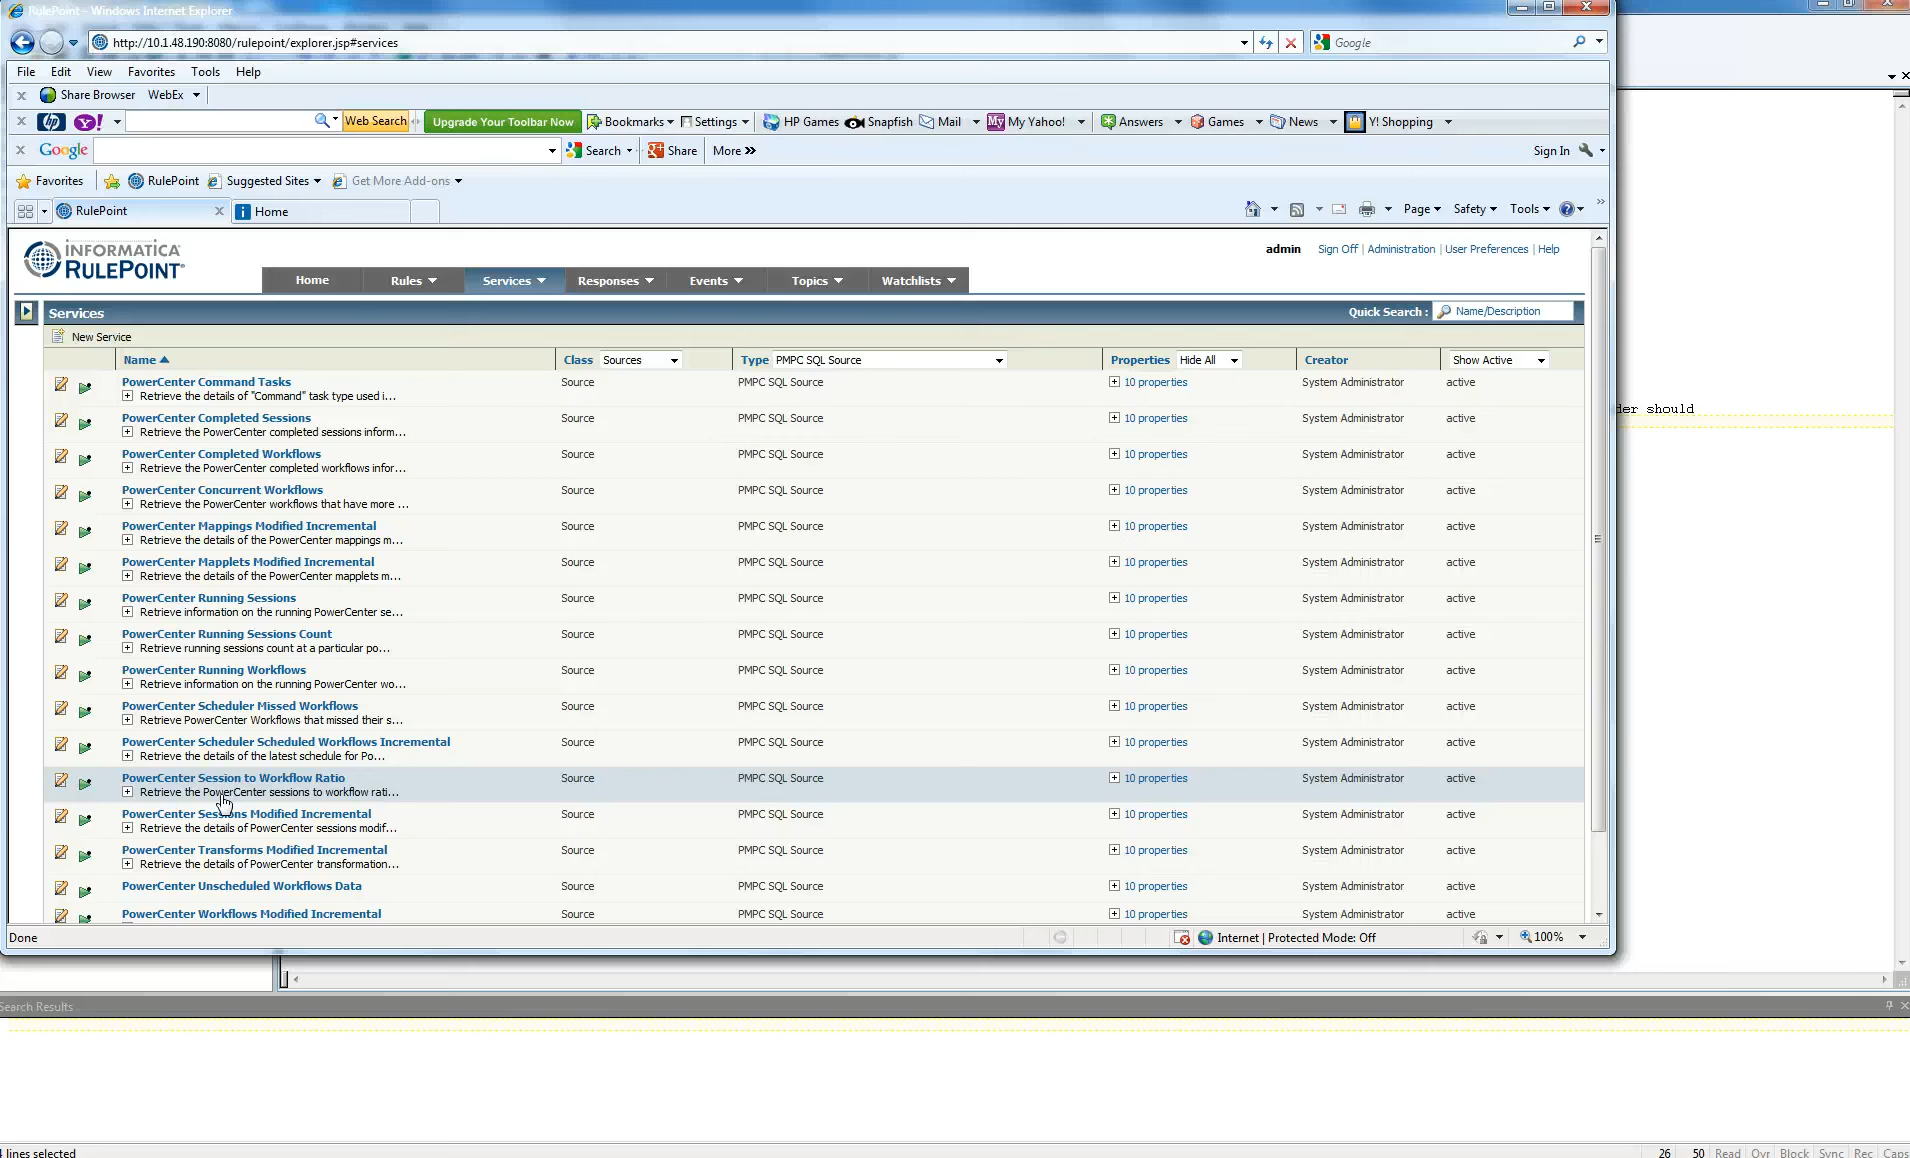 RulePoint - Windows Internet Explorer
http://10.1.48.190:8080/rulepoint/explorer.jsp#services
Google
File Edit View Favorites Tools Help
x Share Browser WebEx
x hp Y! Web Search Upgrade Your Toolbar Now Bookmarks Settings HP Games Snapfish Mail My My Yahoo! Answers Games News Y! Shopping
x Google Search Share More »
Sign In
Favorites RulePoint Suggested Sites Get More Add-ons
RulePoint x Home
Page Safety Tools »
INFORMATICA
RULEPOINT
admin Sign Off | Administration | User Preferences | Help
Home Rules Services Responses Events Topics Watchlists
Services
Quick Search : Name/Description
New Service
Name Class Sources Type PMPC SQL Source Properties Hide All Creator Show Active
PowerCenter Command Tasks Source PMPC SQL Source 10 properties System Administrator active
Retrieve the details of "Command" task type used i...
PowerCenter Completed Sessions Source PMPC SQL Source 10 properties System Administrator active
Retrieve the PowerCenter completed sessions inform...
PowerCenter Completed Workflows Source PMPC SQL Source 10 properties System Administrator active
Retrieve the PowerCenter completed workflows infor...
PowerCenter Concurrent Workflows Source PMPC SQL Source 10 properties System Administrator active
Retrieve the PowerCenter workflows that have more ...
PowerCenter Mappings Modified Incremental Source PMPC SQL Source 10 properties System Administrator active
Retrieve the details of the PowerCenter mappings m...
PowerCenter Mapplets Modified Incremental Source PMPC SQL Source 10 properties System Administrator active
Retrieve the details of the PowerCenter mapplets m...
PowerCenter Running Sessions Source PMPC SQL Source 10 properties System Administrator active
Retrieve information on the running PowerCenter se...
PowerCenter Running Sessions Count Source PMPC SQL Source 10 properties System Administrator active
Retrieve running sessions count at a particular po...
PowerCenter Running Workflows Source PMPC SQL Source 10 properties System Administrator active
Retrieve information on the running PowerCenter wo...
PowerCenter Scheduler Missed Workflows Source PMPC SQL Source 10 properties System Administrator active
Retrieve PowerCenter Workflows that missed their s...
PowerCenter Scheduler Scheduled Workflows Incremental Source PMPC SQL Source 10 properties System Administrator active
Retrieve the details of the latest schedule for Po...
PowerCenter Session to Workflow Ratio Source PMPC SQL Source 10 properties System Administrator active
Retrieve the PowerCenter sessions to workflow rati...
PowerCenter Sessions Modified Incremental Source PMPC SQL Source 10 properties System Administrator active
Retrieve the details of PowerCenter sessions modif...
PowerCenter Transforms Modified Incremental Source PMPC SQL Source 10 properties System Administrator active
Retrieve the details of PowerCenter transformation...
PowerCenter Unscheduled Workflows Data Source PMPC SQL Source 10 properties System Administrator active
PowerCenter Workflows Modified Incremental Source PMPC SQL Source 10 properties System Administrator active
Done
Internet | Protected Mode: Off
100%
der should
Search Results
lines selected
26 50 Read Ovr Block Sync Rec Caps